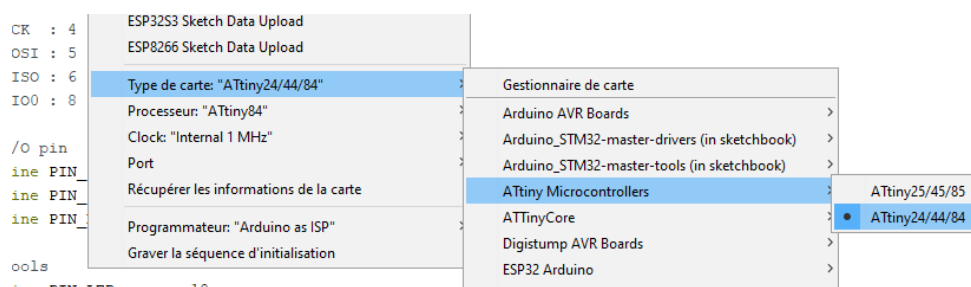 CK : 4
OSI : 5
ISO : 6
IO0 : 8
/O pin
ine PIN_
ine PIN_
ine PIN_
ools
ESP32S3 Sketch Data Upload
ESP8266 Sketch Data Upload
Type de carte: "ATtiny24/44/84"
Processeur: "ATtiny84"
Clock: "Internal 1 MHz"
Port
Récupérer les informations de la carte
Programmateur: "Arduino as ISP"
Graver la séquence d'initialisation
Gestionnaire de carte
Arduino AVR Boards
Arduino_STM32-master-drivers (in sketchbook)
Arduino_STM32-master-tools (in sketchbook)
ATtiny Microcontrollers
ATTinyCore
Digistump AVR Boards
ESP32 Arduino
ATtiny25/45/85
ATtiny24/44/84